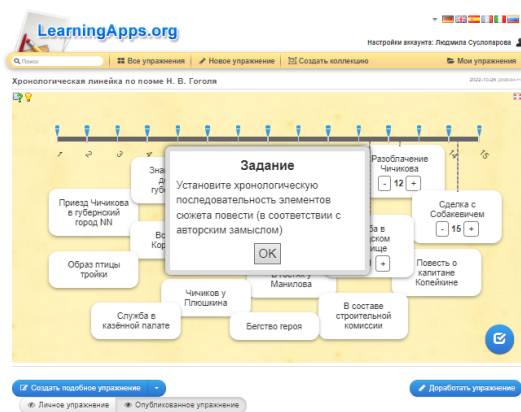 LearningApps.org
Настройки аккаунта: Людмила Суслопарова
Поиск
Все упражнения
Новое упражнение
Создать коллекцию
Мои упражнения
Хронологическая линейка по поэме Н. В. Гоголя
1 2 3 4 14 15
Разоблачение
Чичикова
- 12 +
Приезд Чичикова
в губернский
город NN
Сделка с
Собакевичем
- 15 +
Задание
Установите хронологическую
последовательность элементов
сюжета повести (в соответствии с
авторским замыслом)
OK
Образ птицы
тройки
Повесть о
капитане
Копейкине
Манилова
Чичиков у
Плюшкина
Служба в
казённой палате
Бегство героя
В составе
строительной
комиссии
Создать подобное упражнение
Доработать упражнение
Личное упражнение
Опубликованное упражнение